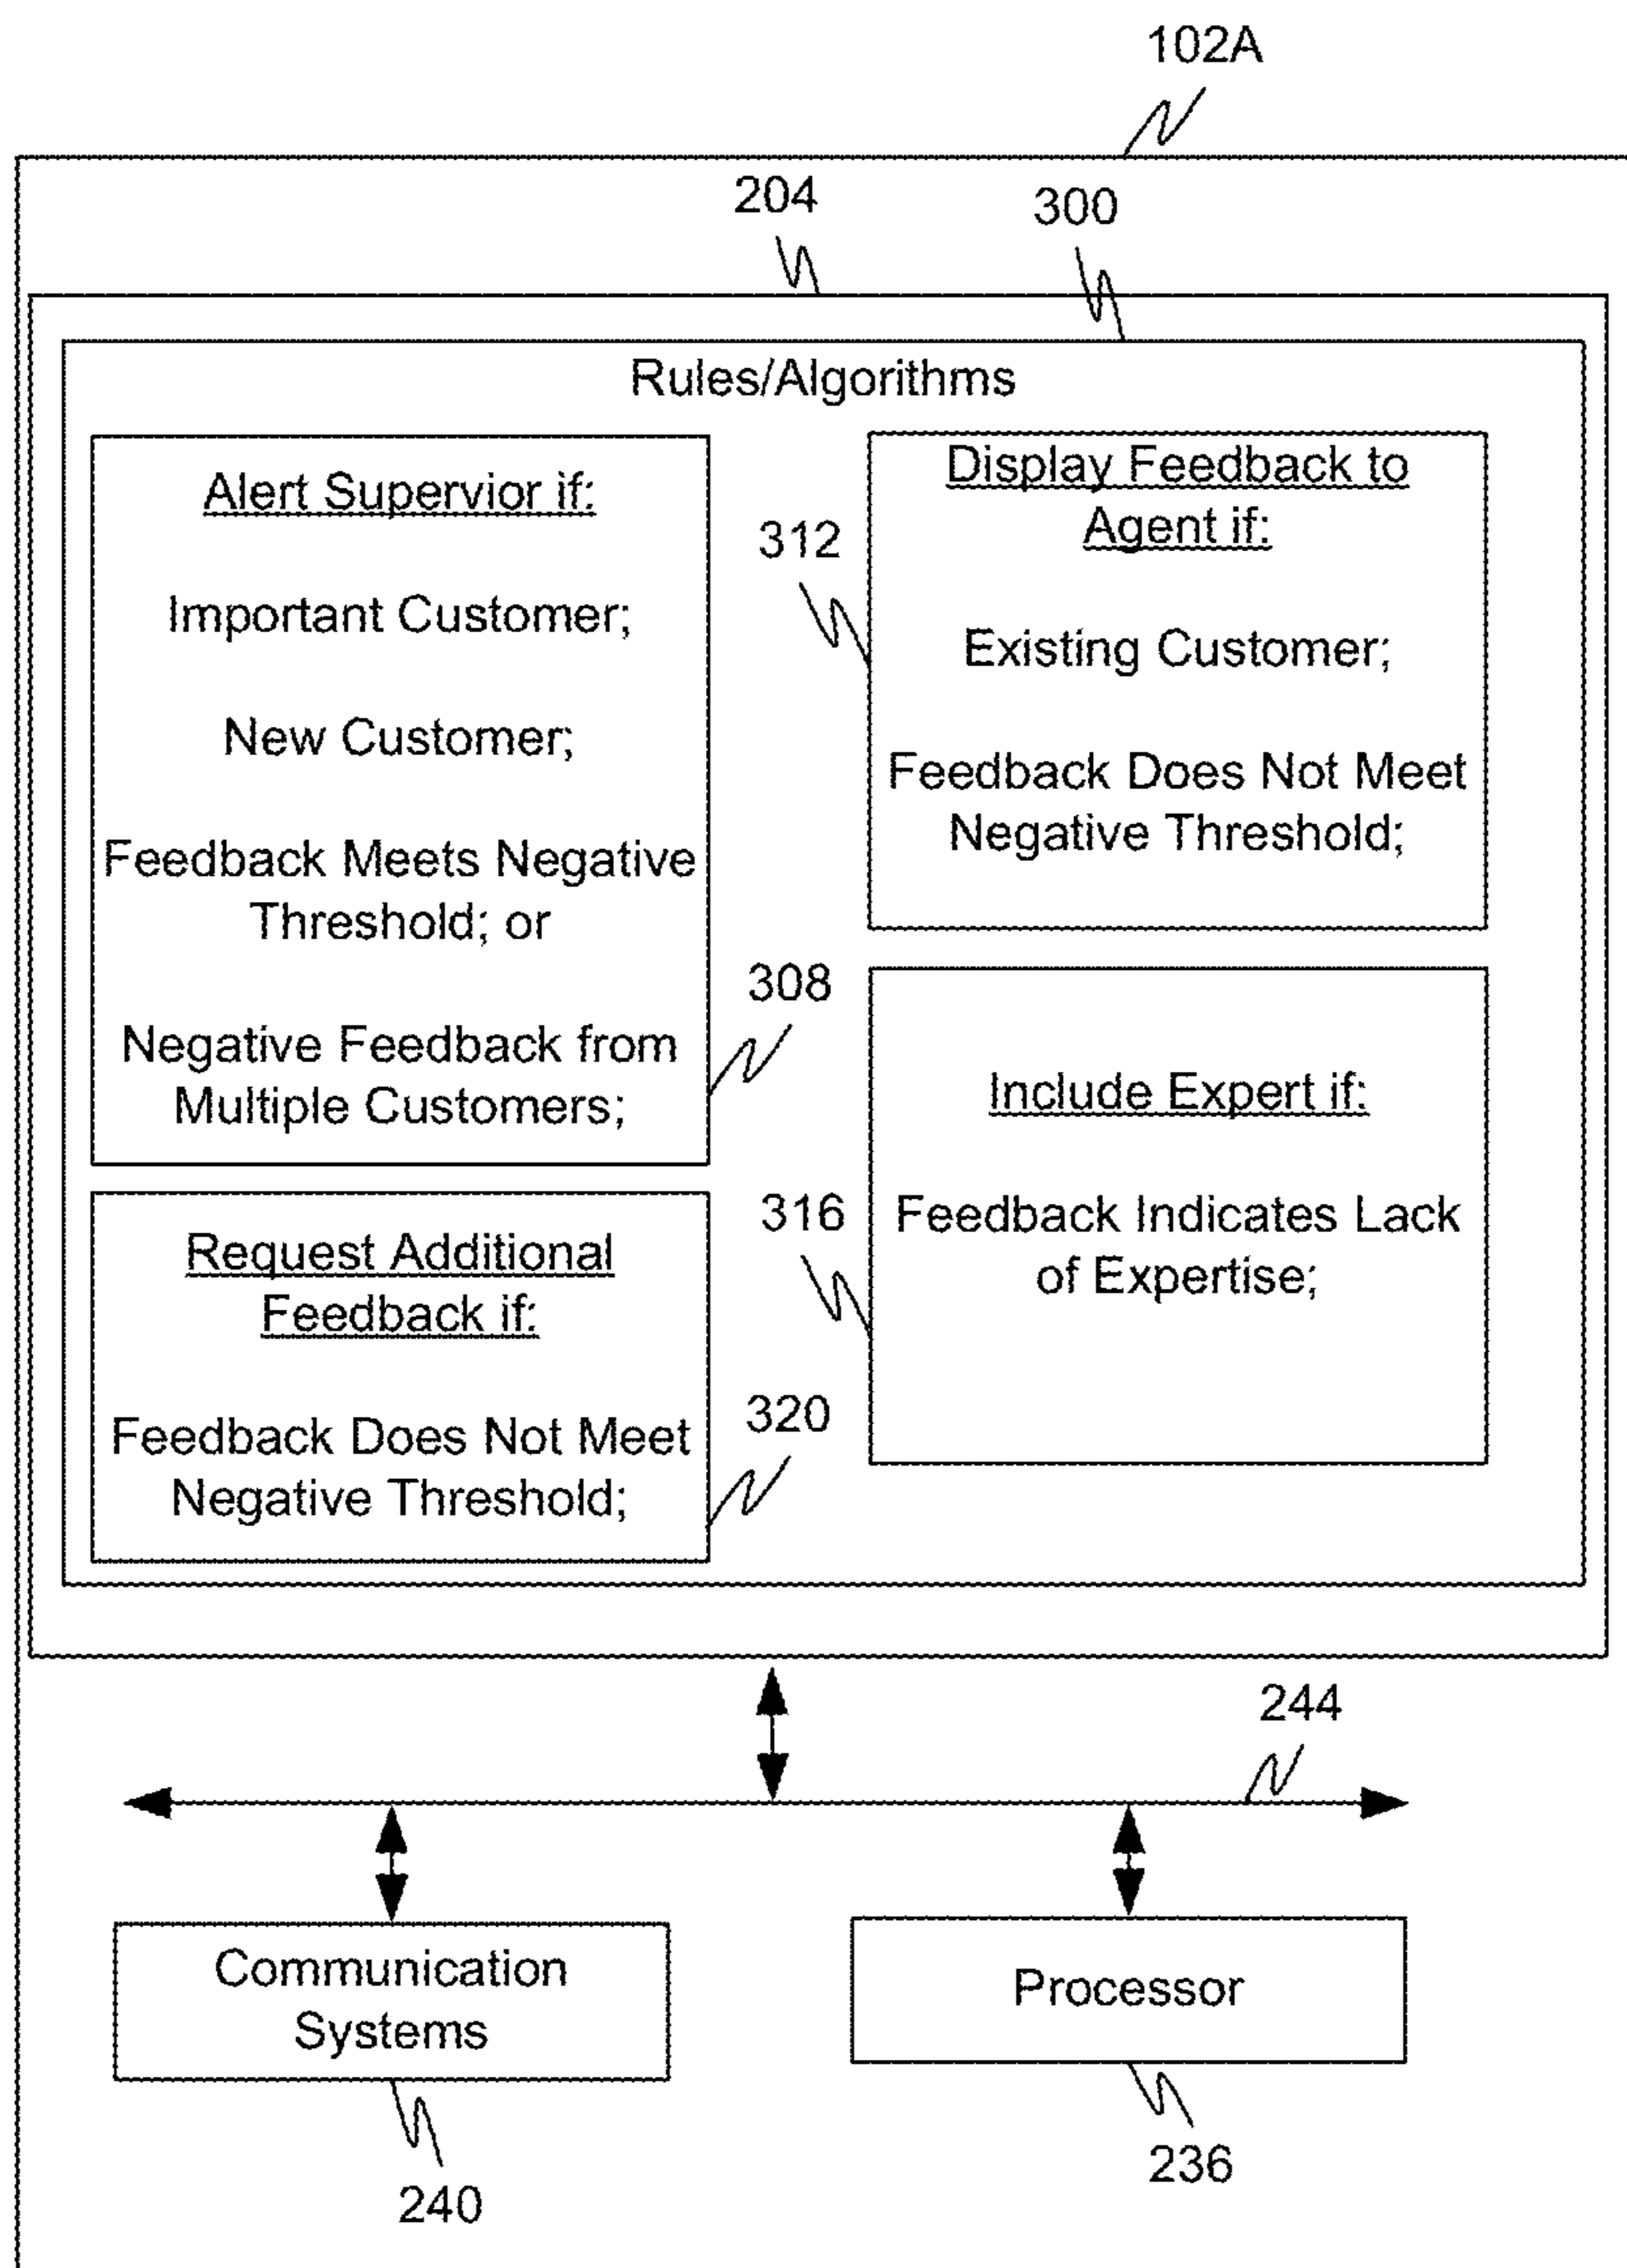 102A
204
300
Rules/Algorithms
Alert Supervior if:
Important Customer;
New Customer;
Feedback Meets Negative
Threshold; or
Negative Feedback from
Multiple Customers;
308
Display Feedback to
Agent if:
312
Existing Customer;
Feedback Does Not Meet
Negative Threshold;
Request Additional
Feedback if:
Feedback Does Not Meet
Negative Threshold;
320
Include Expert if:
316
Feedback Indicates Lack
of Expertise;
244
Communication
Systems
240
Processor
236